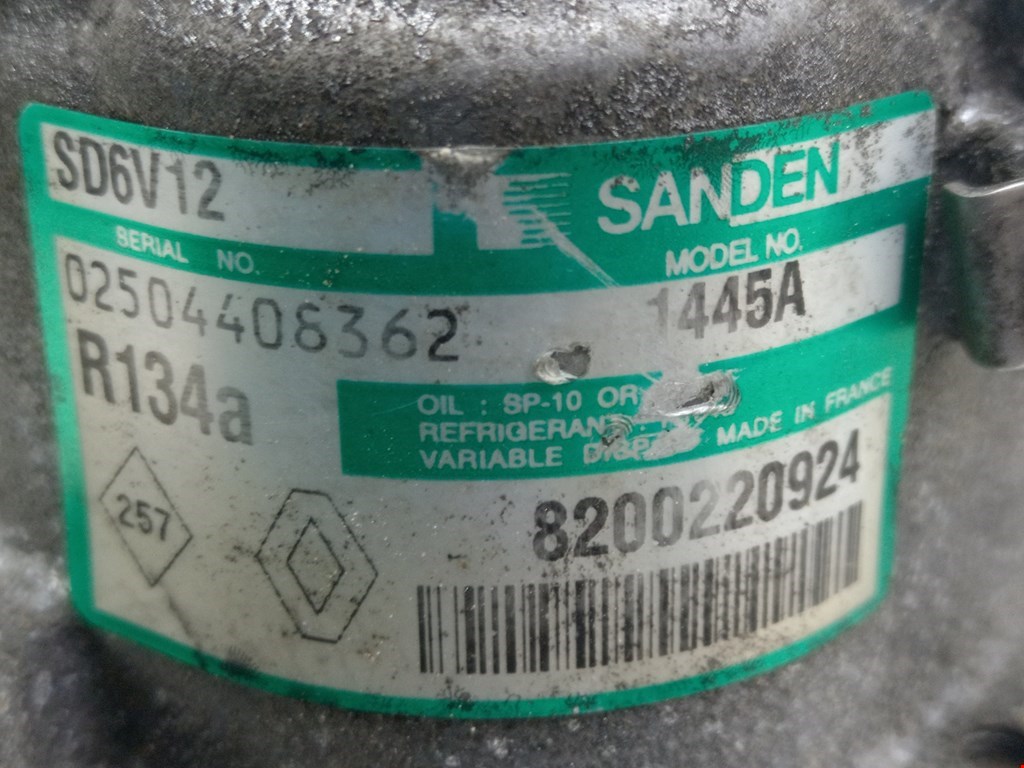 SD6V12
SANDEN
SERIAL NO.
MODEL NO.
02504408362
1445A
R134a
OIL : SP-10 OR
REFRIGERANT :
VARIABLE
MADE IN FRANCE
257
8200220924